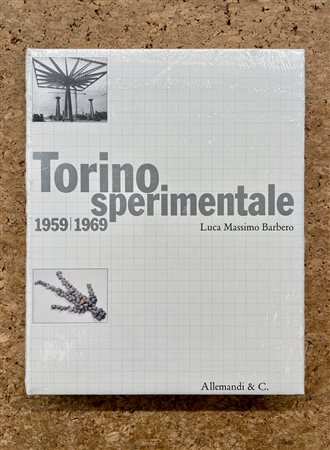 Torino
sperimentale
1959|1969
Luca Massimo Barbero
Allemandi & C.